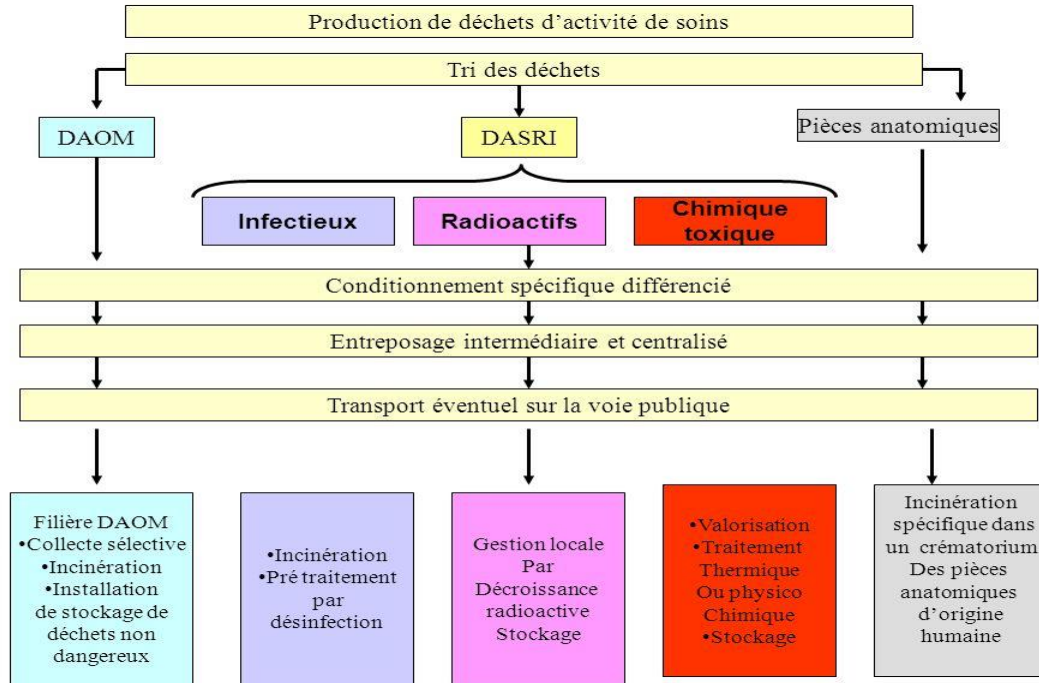 Production de déchets d’activité de soins
Tri des déchets
DAOM
DASRI
Pièces anatomiques
Infectieux
Radioactifs
Chimique
toxique
Conditionnement spécifique différencié
Entreposage intermédiaire et centralisé
Transport éventuel sur la voie publique
Filière DAOM
•Collecte sélective
•Incinération
•Installation
de stockage de
déchets non
dangereux
•Incinération
•Pré traitement
par
désinfection
Gestion locale
Par
Décroissance
radioactive
Stockage
•Valorisation
•Traitement
Thermique
Ou physico
Chimique
•Stockage
Incinération
spécifique dans
un crématorium
Des pièces
anatomiques
d’origine
humaine